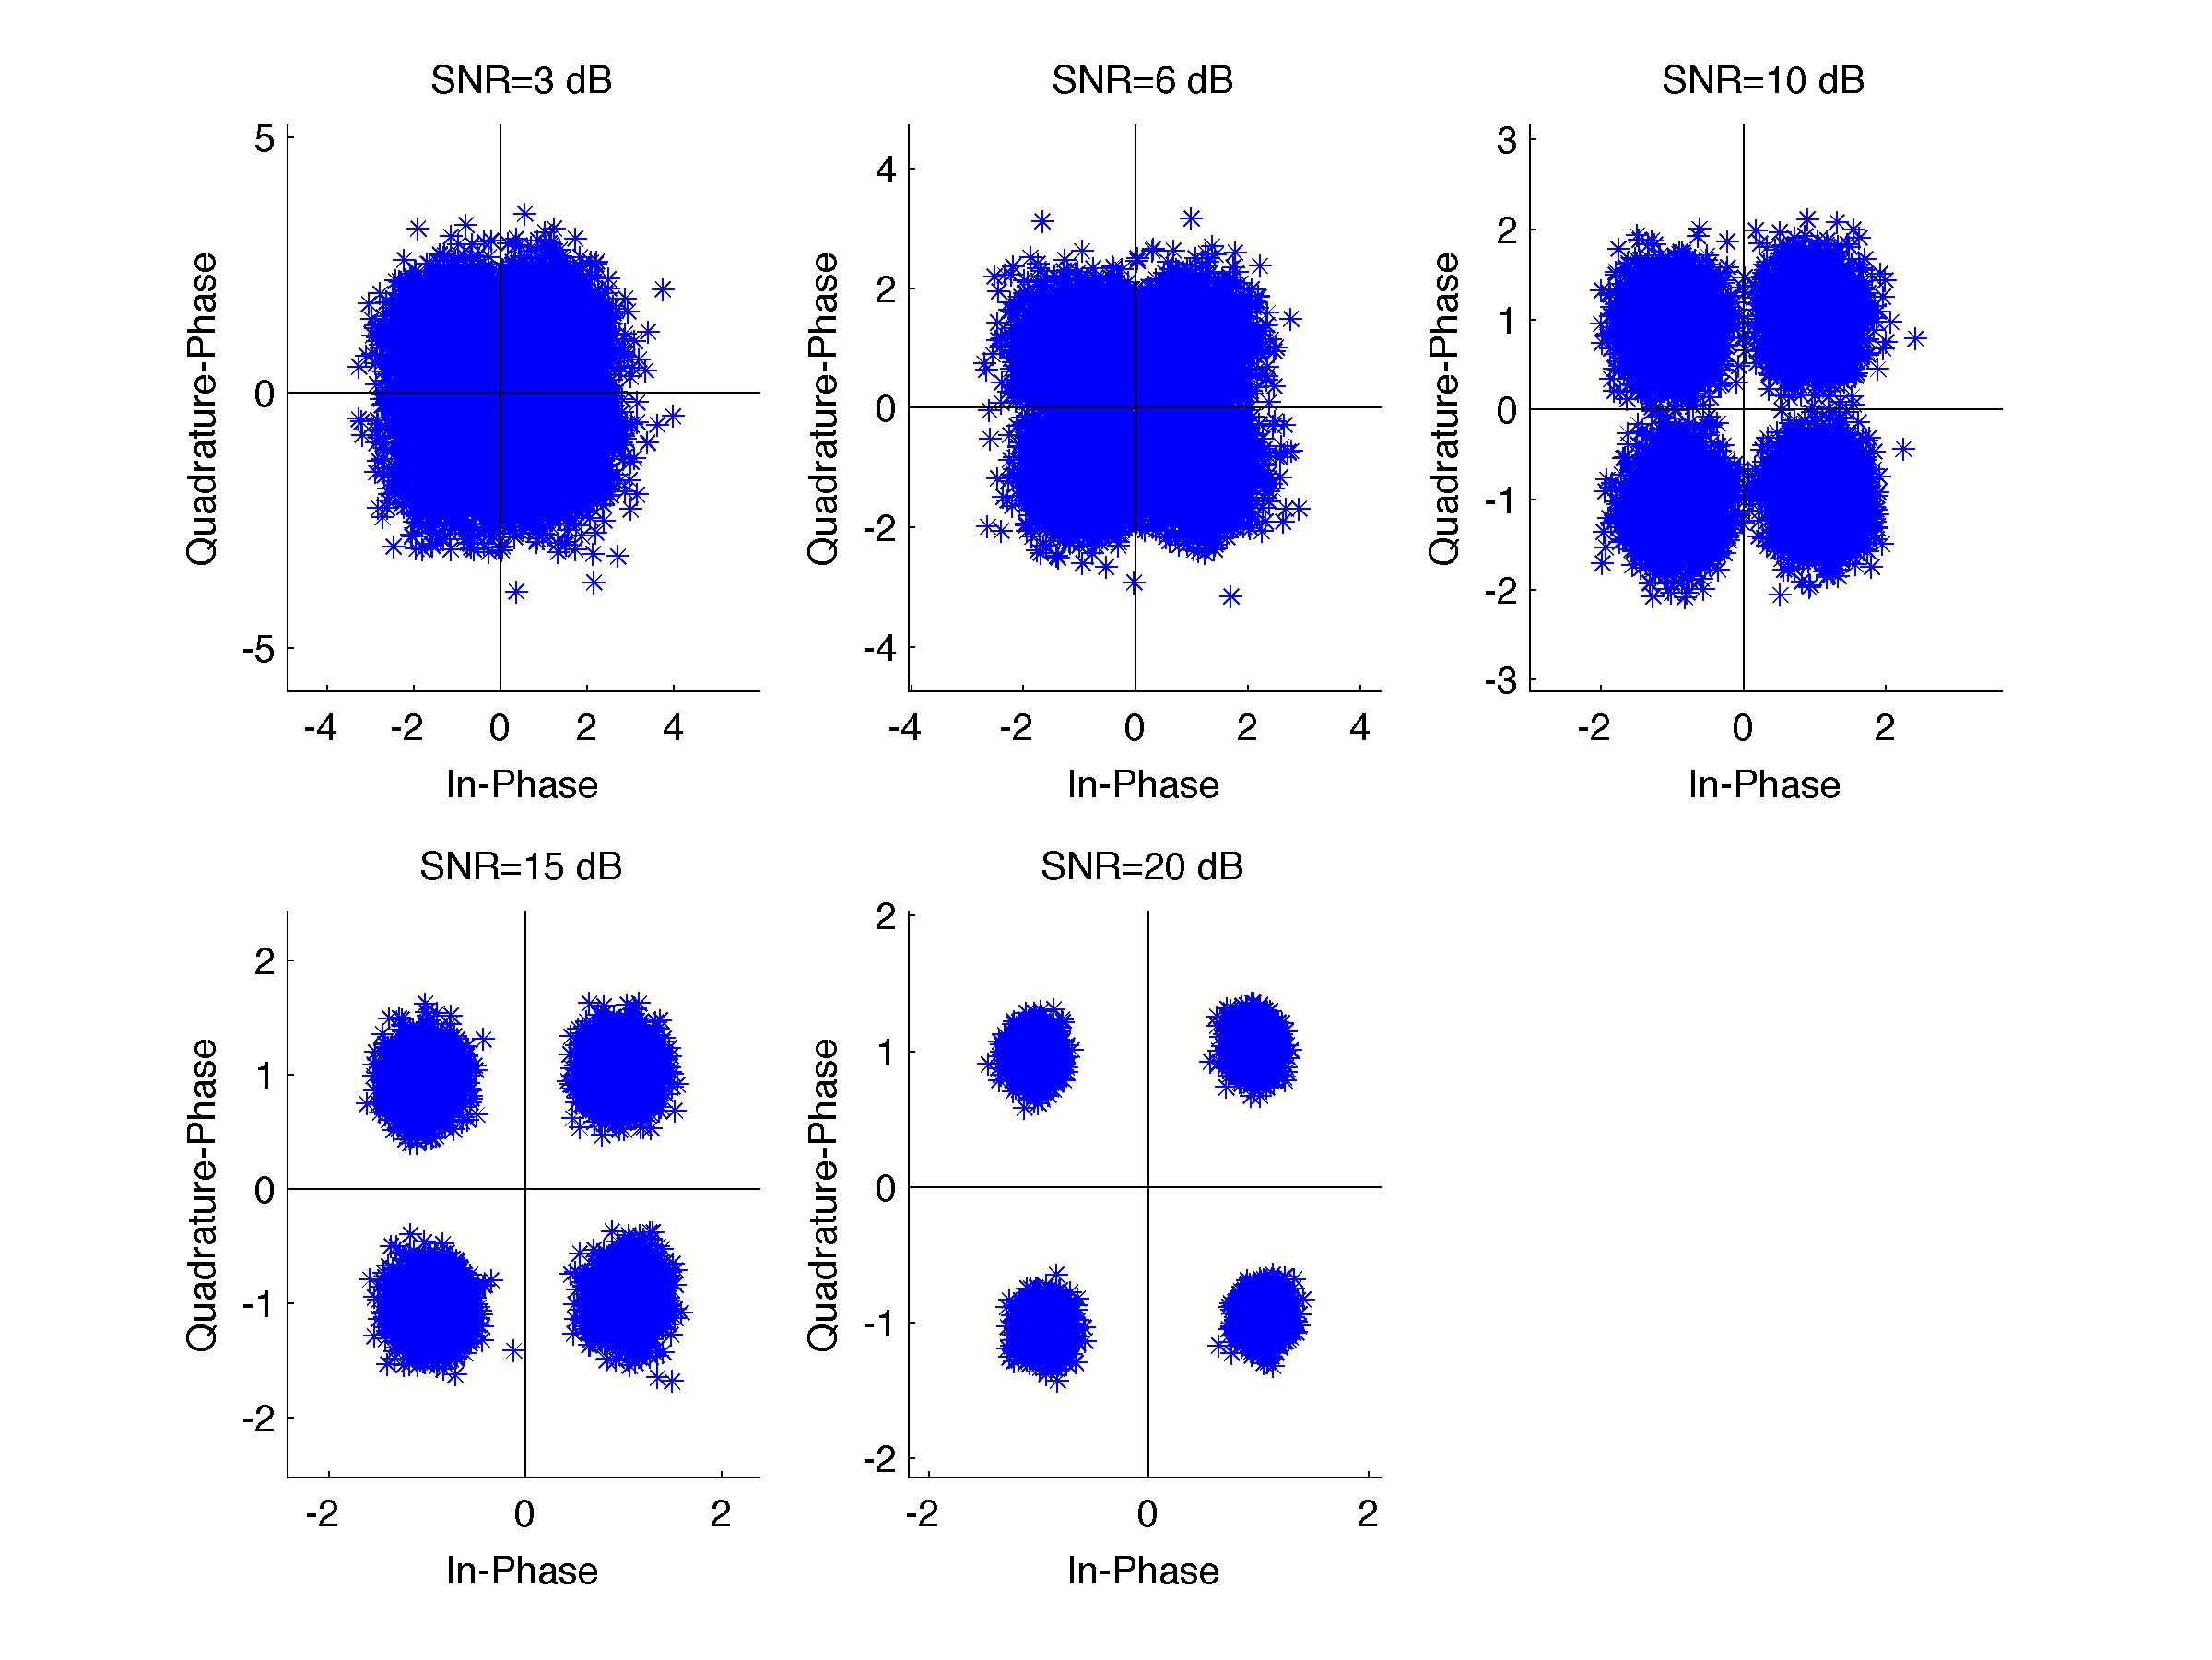 SNR=3 dB
5
0
-5
Quadrature-Phase
-4 -2 0 2 4
In-Phase
SNR=6 dB
4
2
0
-2
-4
Quadrature-Phase
-4 -2 0 2 4
In-Phase
SNR=10 dB
3
2
1
0
-1
-2
-3
Quadrature-Phase
-2 0 2
In-Phase
SNR=15 dB
2
1
0
-1
-2
Quadrature-Phase
-2 0 2
In-Phase
SNR=20 dB
2
1
0
-1
-2
Quadrature-Phase
-2 0 2
In-Phase